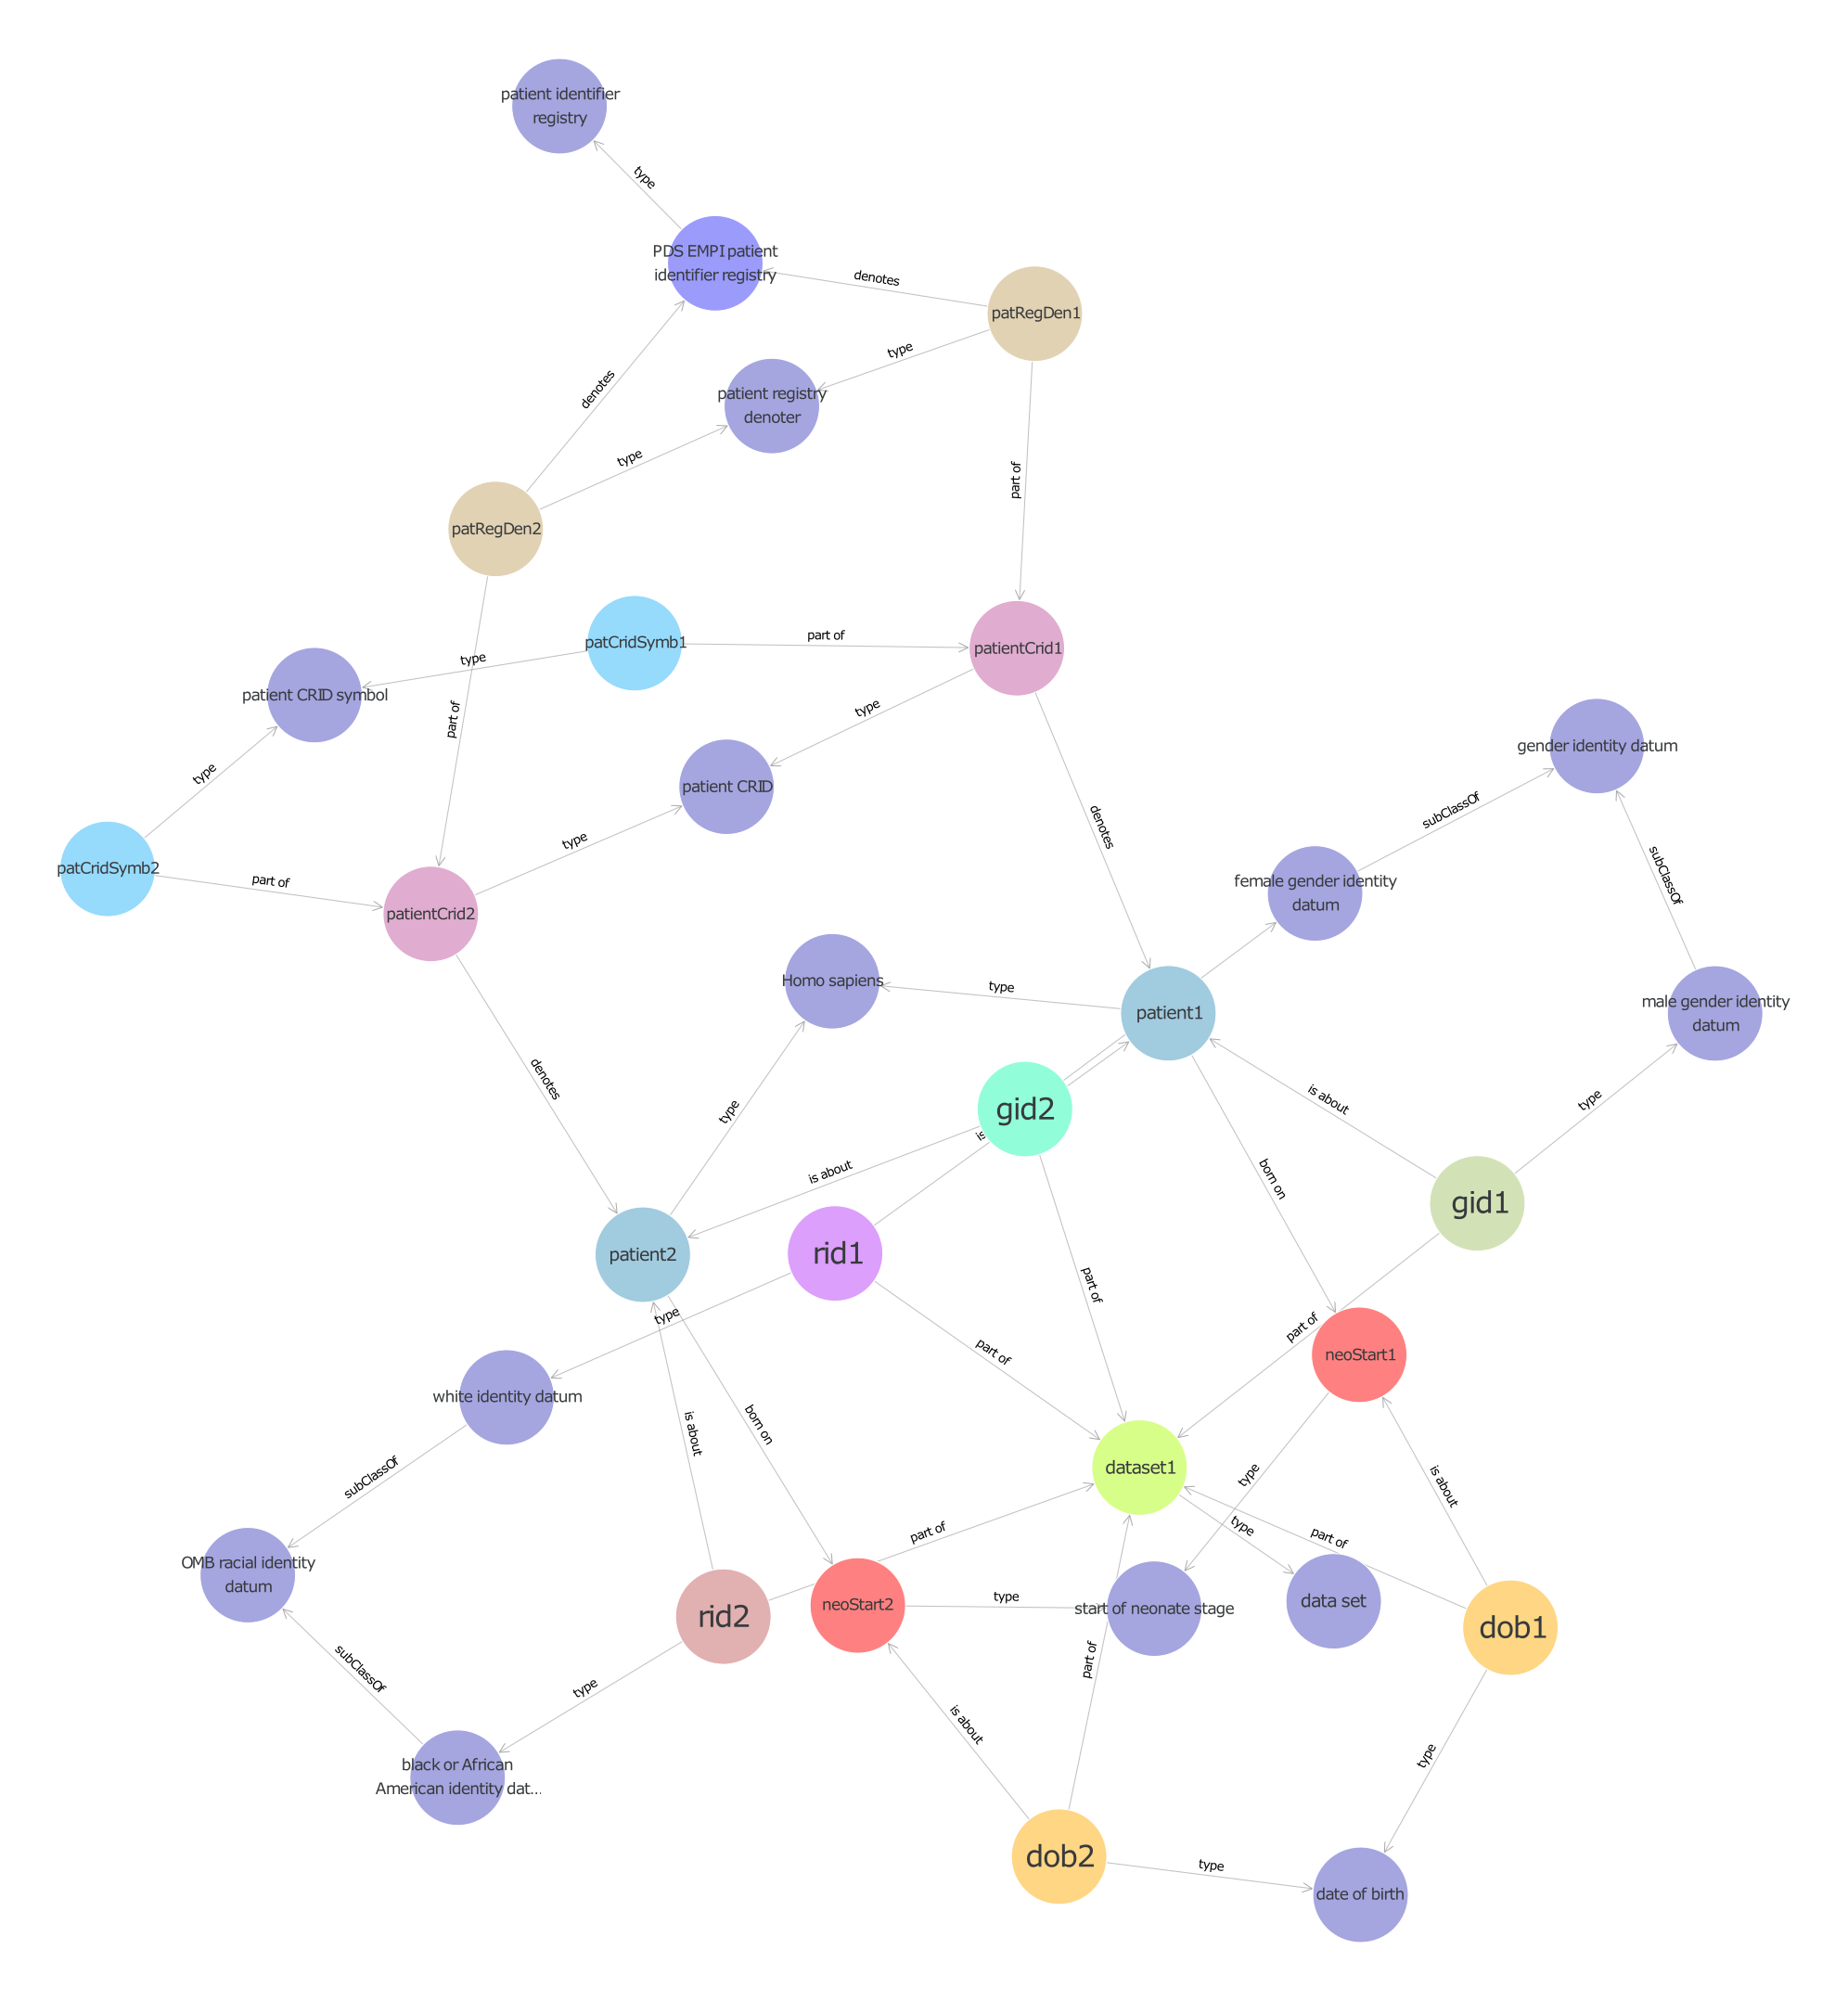 patient identifier
registry
type
PDS EMPI patient
identifier registry
denotes
patRegDen1
type
denotes
patient registry
denoter
type
part of
patRegDen2
patCridSymb1
part of
patientCrid1
type
patient CRID symbol
part of
type
type
patient CRID
denotes
gender identity datum
subClassOf
type
subClassOf
patCridSymb2
part of
patientCrid2
female gender identity
datum
Homo sapiens
type
patient1
male gender identity
datum
denotes
type
gid2
is about
type
is
is about
born on
gid1
patient2
rid1
part of
type
part of
part of
neoStart1
white identity datum
is about
born on
subClassOf
dataset1
type
is about
part of
type
part of
OMB racial identity
datum
rid2
neoStart2
type
start of neonate stage
data set
dob1
subClassOf
type
part of
is about
type
black or African
American identity dat...
dob2
type
date of birth